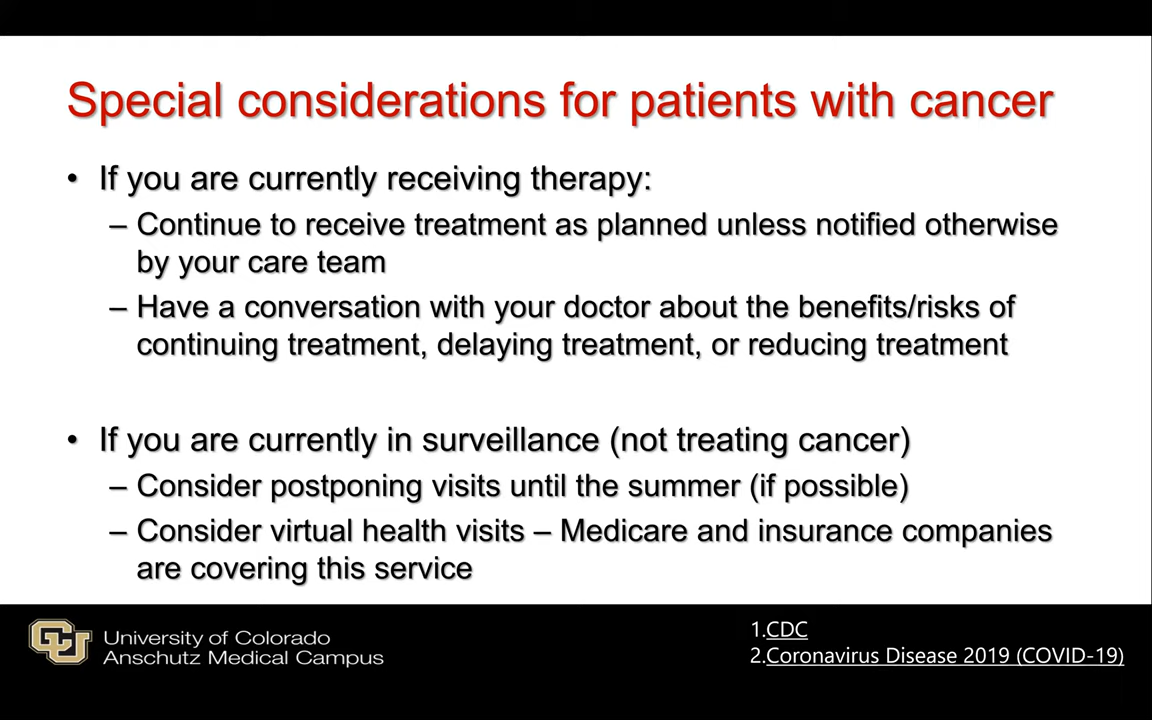 Special considerations for patients with cancer
• If you are currently receiving therapy:
– Continue to receive treatment as planned unless notified otherwise
by your care team
– Have a conversation with your doctor about the benefits/risks of
continuing treatment, delaying treatment, or reducing treatment
• If you are currently in surveillance (not treating cancer)
– Consider postponing visits until the summer (if possible)
– Consider virtual health visits – Medicare and insurance companies
are covering this service
CU
University of Colorado
Anschutz Medical Campus
1.CDC
2.Coronavirus Disease 2019 (COVID-19)